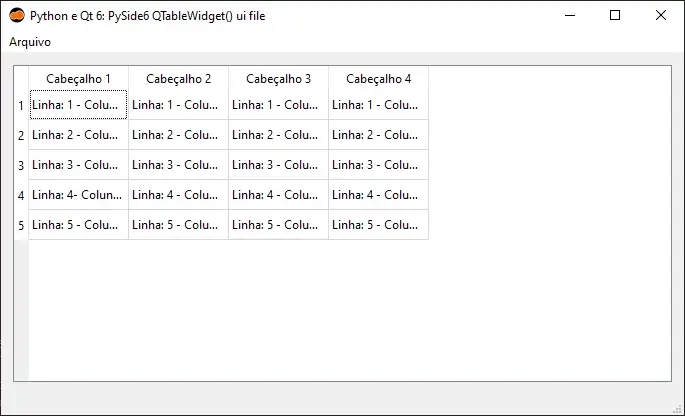 Python e Qt 6: PySide6 QTableWidget() ui file
Arquivo
Cabeçalho 1 Cabeçalho 2 Cabeçalho 3 Cabeçalho 4
1 Linha: 1 - Colu... Linha: 1 - Colun... Linha: 1 - Colu... Linha: 1 - Colu...
2 Linha: 2 - Colu... Linha: 2 - Colu... Linha: 2 - Colu... Linha: 2 - Colu...
3 Linha: 3 - Colu... Linha: 3 - Colu... Linha: 3 - Colu... Linha: 3 - Colu...
4 Linha: 4- Colun... Linha: 4 - Colu... Linha: 4 - Colu... Linha: 4 - Colu...
5 Linha: 5 - Colu... Linha: 5 - Colu... Linha: 5 - Colu... Linha: 5 - Colu...